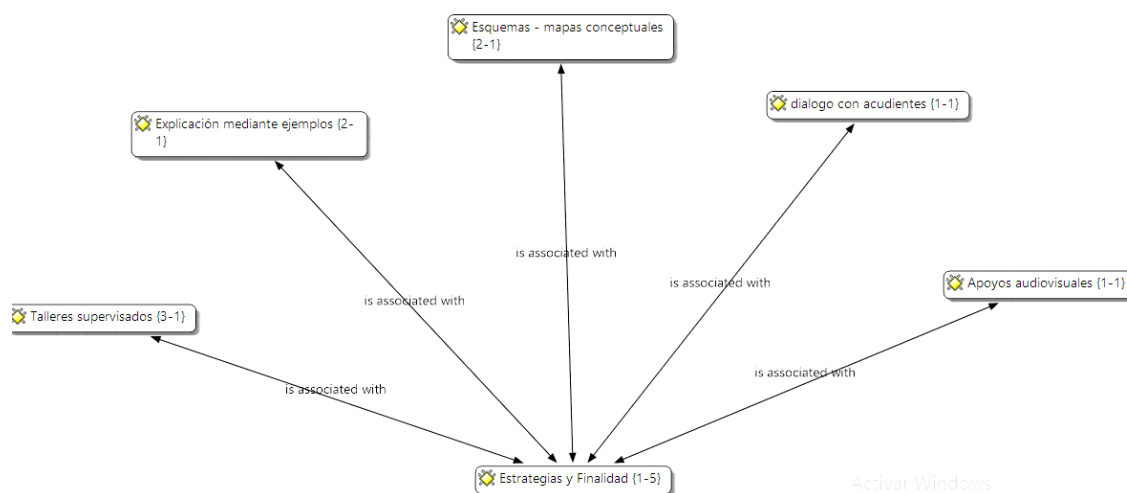 Esquemas - mapas conceptuales
{2-1}
dialogo con acudientes {1-1}
Explicación mediante ejemplos {2-
1}
is associated with
is associated with
Apoyos audiovisuales {1-1}
is associated with
Talleres supervisados {3-1}
is associated with
is associated with
Estrategias y Finalidad {1-5}
Activar Windows